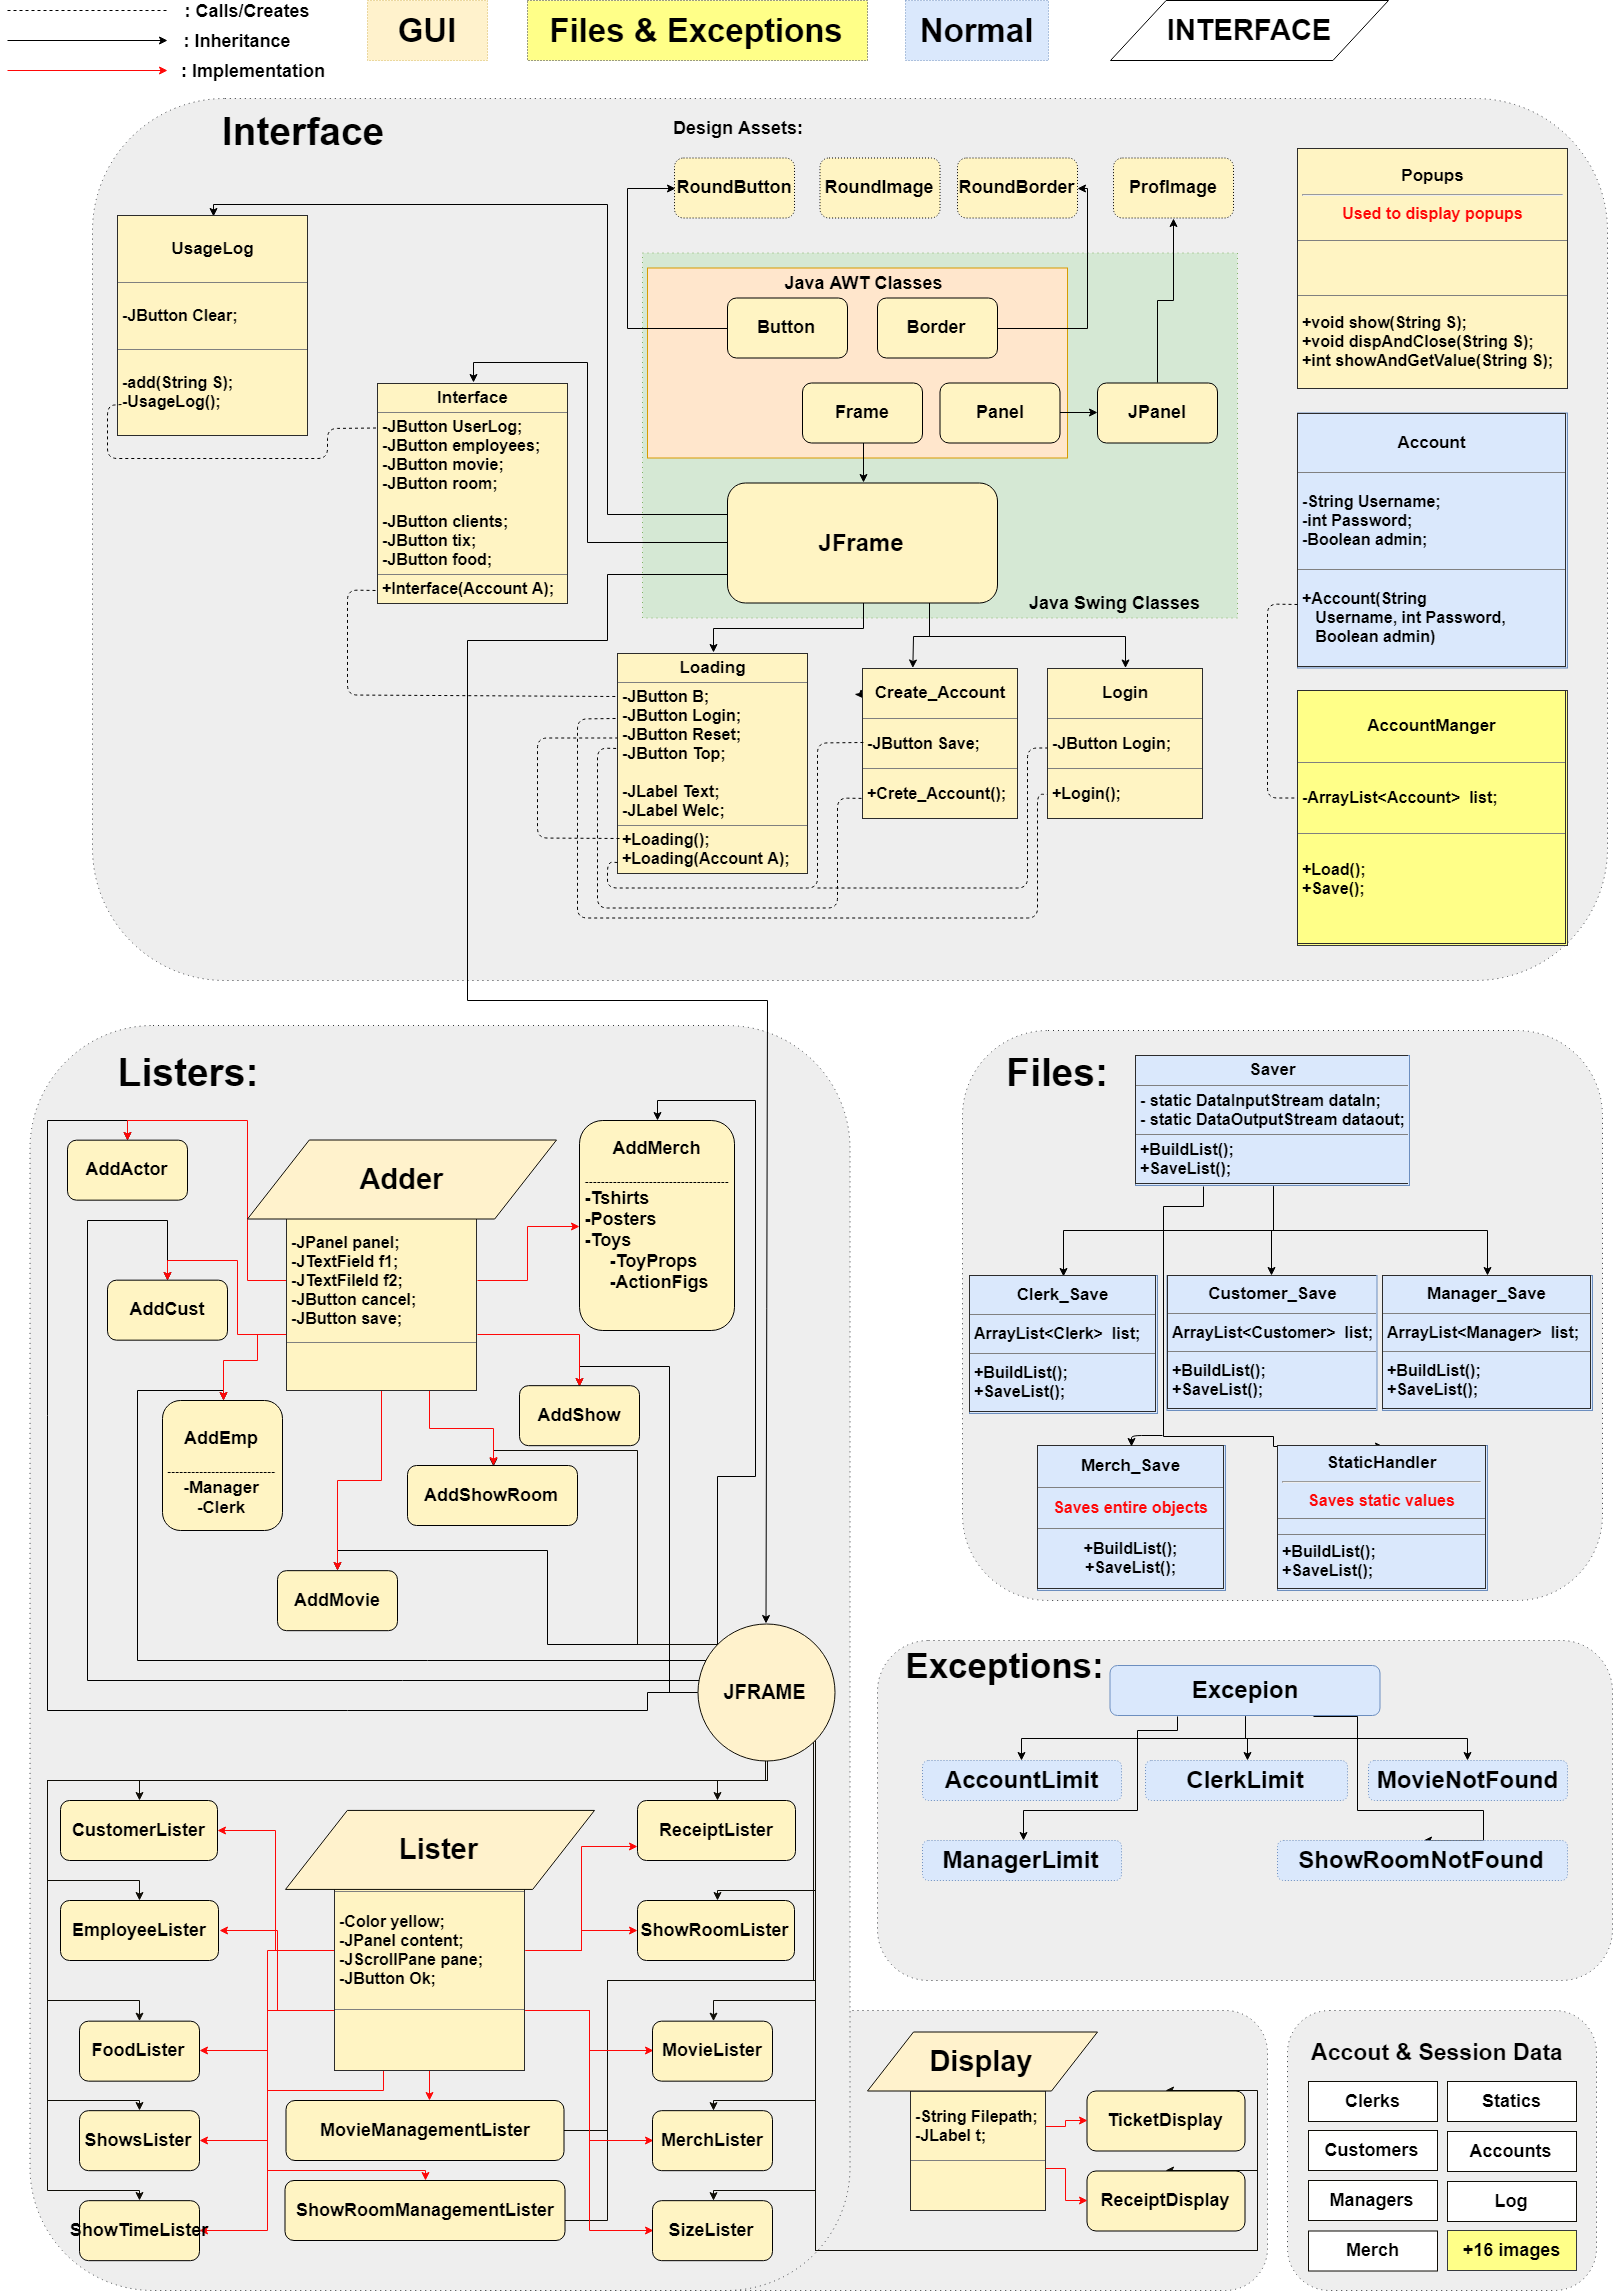 : Calls/Creates
: Inheritance
: Implementation
GUI
Files & Exceptions
Normal
INTERFACE
Interface
Design Assets:
RoundButton
RoundImage
RoundBorder
ProfImage
UsageLog
-JButton Clear;
-add(String S);
-UsageLog();
Interface
-JButton UserLog;
-JButton employees;
-JButton movie;
-JButton room;
-JButton clients;
-JButton tix;
-JButton food;
+Interface(Account A);
Java AWT Classes
Button
Border
Frame
Panel
JPanel
JFrame
Java Swing Classes
Popups
Used to display popups
+void show(String S);
+void dispAndClose(String S);
+int showAndGetValue(String S);
Account
-String Username;
-int Password;
-Boolean admin;
+Account(String
Username, int Password,
Boolean admin)
Loading
-JButton B;
-JButton Login;
-JButton Reset;
-JButton Top;
-JLabel Text;
-JLabel Welc;
+Loading();
+Loading(Account A);
Create_Account
-JButton Save;
+Crete_Account();
Login
-JButton Login;
+Login();
AccountManger
-ArrayList<Account> list;
+Load();
+Save();
Listers:
AddActor
AddCust
AddEmp
-Manager
-Clerk
Adder
-JPanel panel;
-JTextField f1;
-JTextFileld f2;
-JButton cancel;
-JButton save;
AddMerch
-Tshirts
-Posters
-Toys
-ToyProps
-ActionFigs
AddShow
AddShowRoom
AddMovie
JFRAME
Files:
Saver
- static DataInputStream dataIn;
- static DataOutputStream dataout;
+BuildList();
+SaveList();
Clerk_Save
ArrayList<Clerk> list;
+BuildList();
+SaveList();
Customer_Save
ArrayList<Customer> list;
+BuildList();
+SaveList();
Manager_Save
ArrayList<Manager> list;
+BuildList();
+SaveList();
Merch_Save
Saves entire objects
+BuildList();
+SaveList();
StaticHandler
Saves static values
+BuildList();
+SaveList();
Exceptions:
Excepion
AccountLimit
ClerkLimit
MovieNotFound
ManagerLimit
ShowRoomNotFound
CustomerLister
EmployeeLister
FoodLister
ShowsLister
ShowTimeLister
Lister
-Color yellow;
-JPanel content;
-JScrollPane pane;
-JButton Ok;
MovieManagementLister
ShowRoomManagementLister
ReceiptLister
ShowRoomLister
MovieLister
MerchLister
SizeLister
Display
-String Filepath;
-JLabel t;
TicketDisplay
ReceiptDisplay
Accout & Session Data
Clerks
Statics
Customers
Accounts
Managers
Log
Merch
+16 images